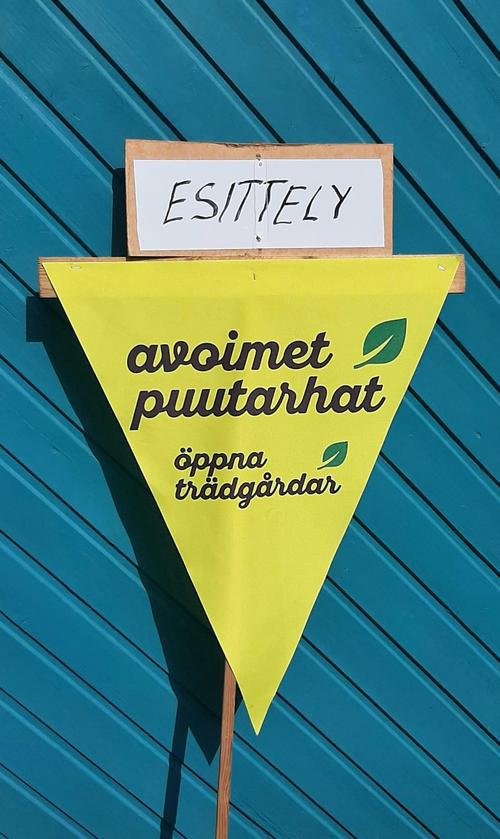 ESITTELY
avoimet
puutarhat
öppna
trädgårdar